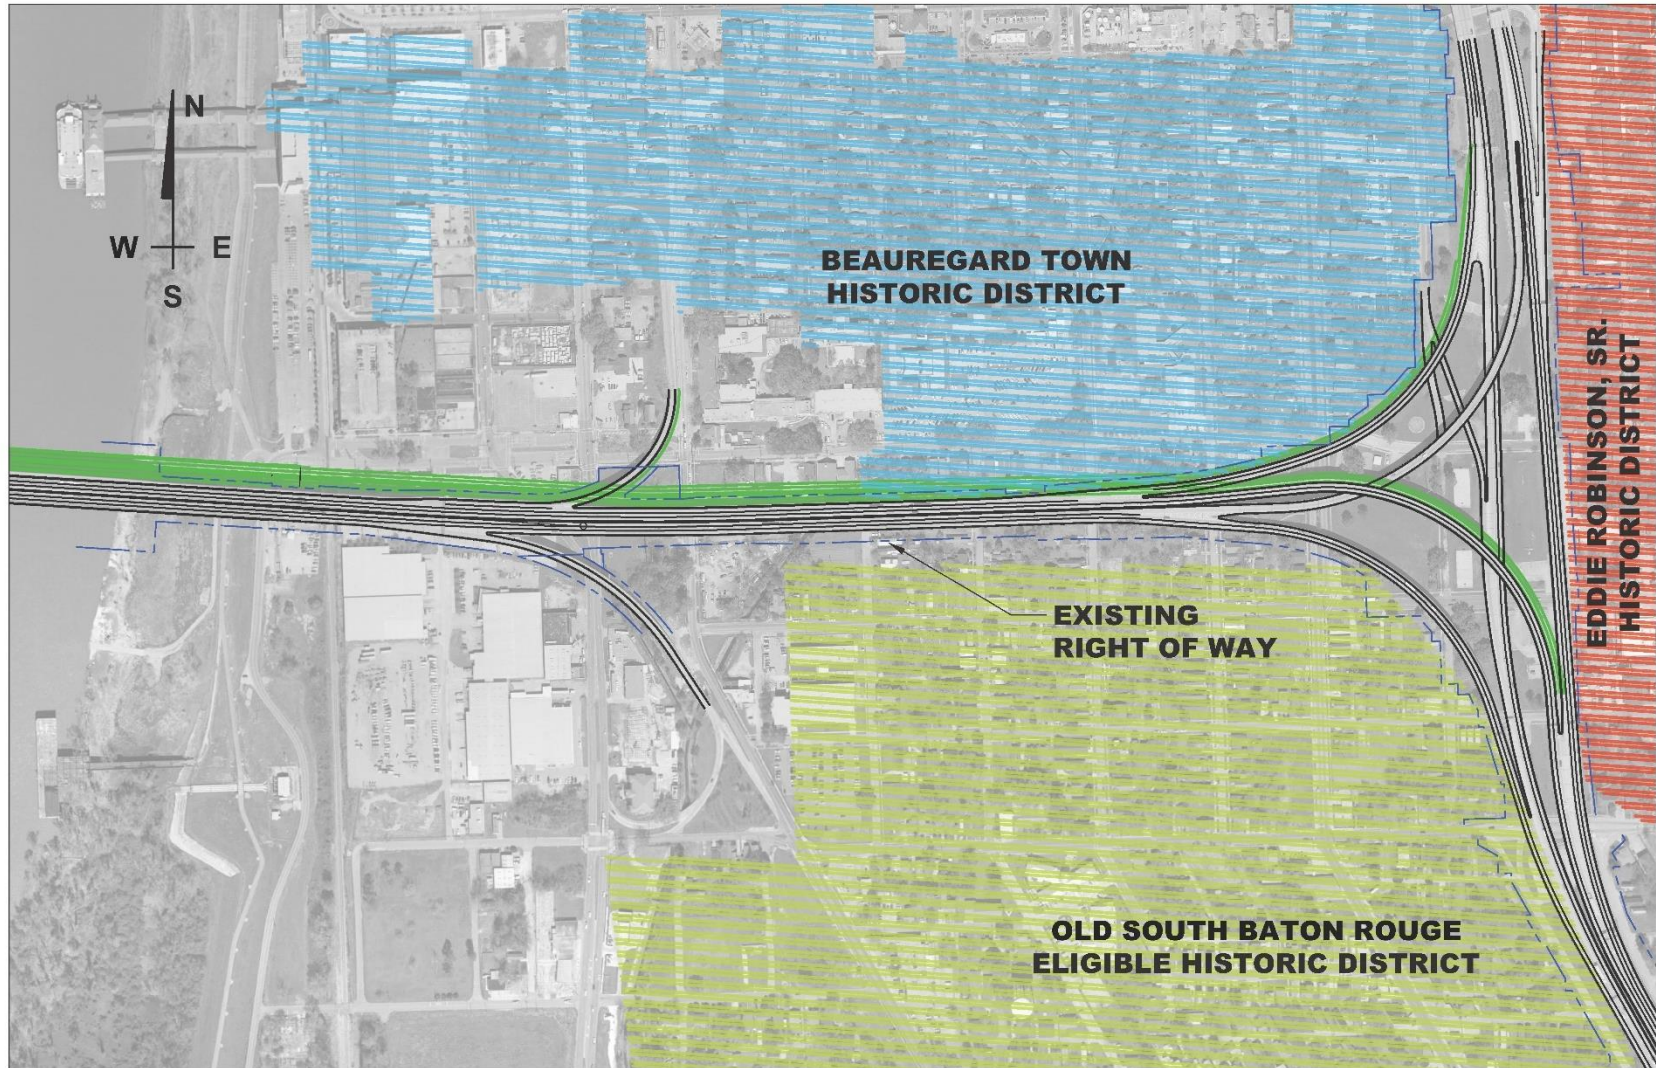 N
W E
S
BEAUREGARD TOWN
HISTORIC DISTRICT
EDDIE ROBINSON, SR.
HISTORIC DISTRICT
EXISTING
RIGHT OF WAY
OLD SOUTH BATON ROUGE
ELIGIBLE HISTORIC DISTRICT